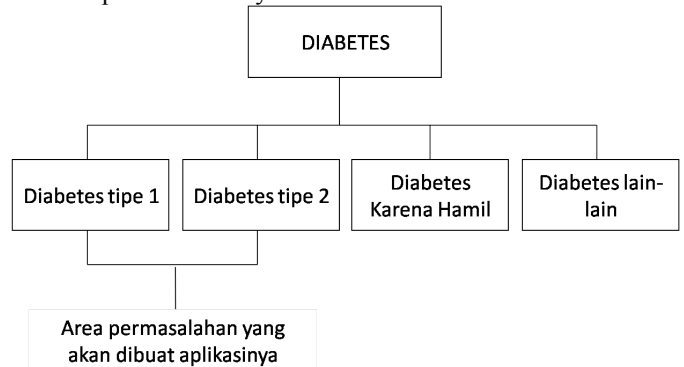 DIABETES
Diabetes tipe 1
Diabetes tipe 2
Diabetes
Karena Hamil
Diabetes lain-
lain
Area permasalahan yang
akan dibuat aplikasinya